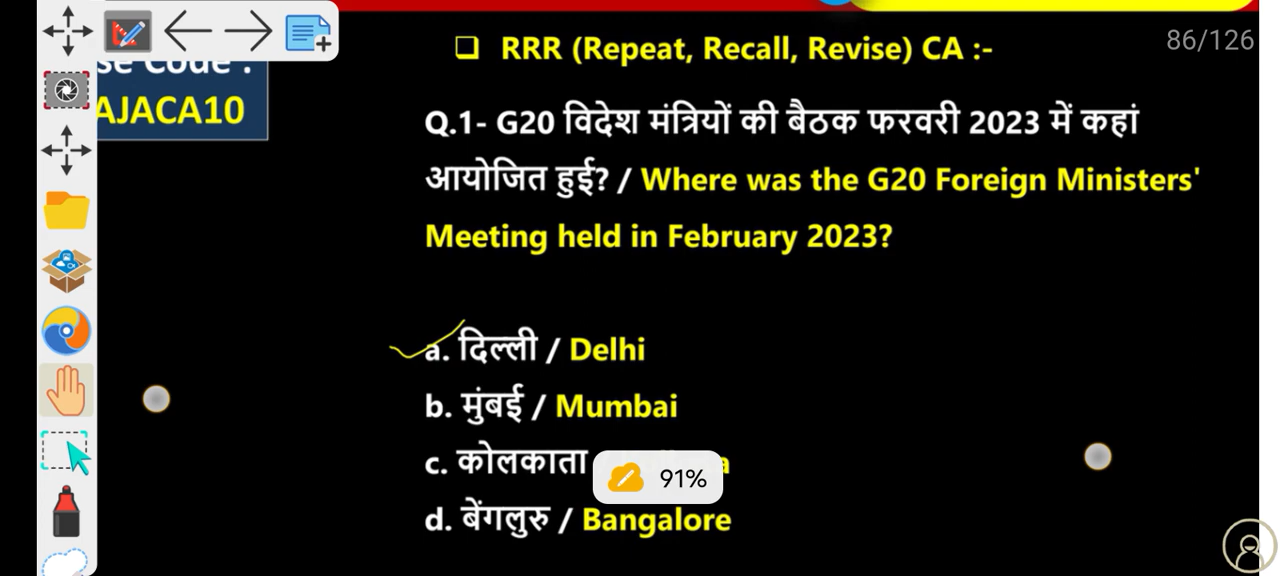 86/126
❑ RRR (Repeat, Recall, Revise) CA :-
se Code :
AJACA10
Q.1- G20 विदेश मंत्रियों की बैठक फरवरी 2023 में कहां
आयोजित हुई? / Where was the G20 Foreign Ministers'
Meeting held in February 2023?
a. दिल्ली / Delhi
b. मुंबई / Mumbai
c. कोलकाता
91%
d. बेंगलुरु / Bangalore